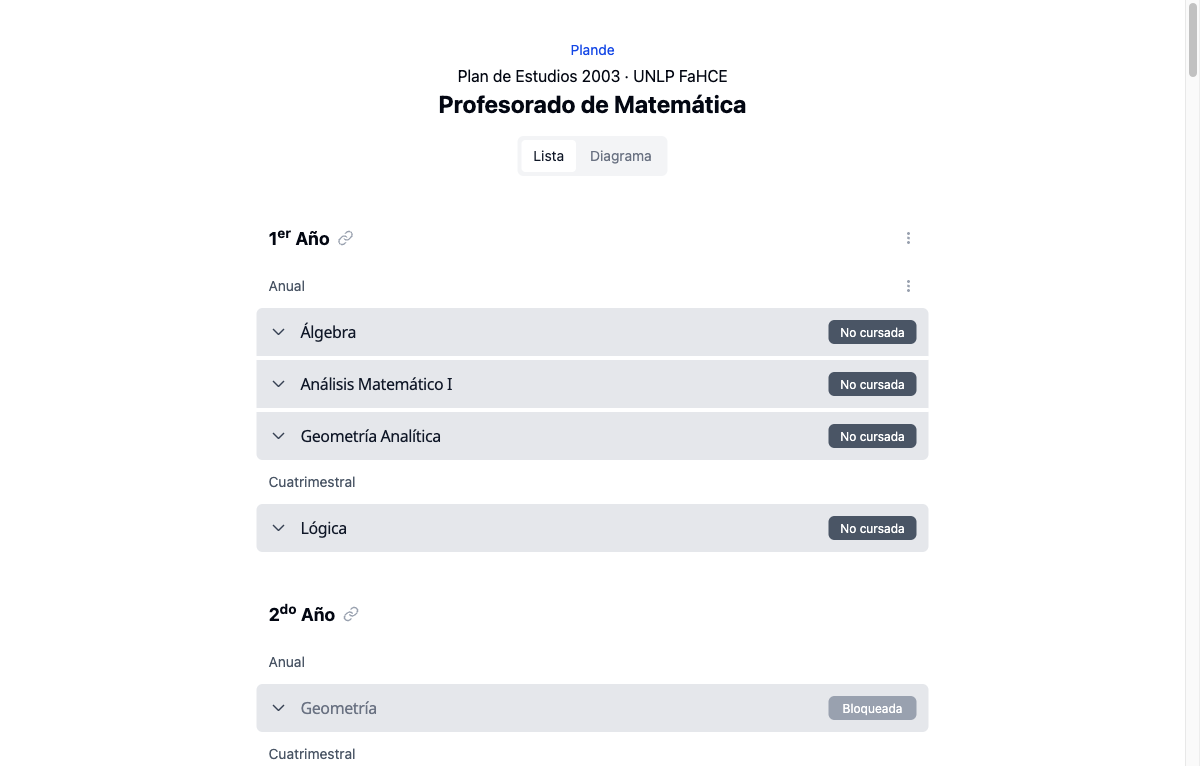 Plande
Plan de Estudios 2003 · UNLP FaHCE
Profesorado de Matemática
Lista Diagrama
1er Año
Anual
Álgebra No cursada
Análisis Matemático I No cursada
Geometría Analítica No cursada
Cuatrimestral
Lógica No cursada
2do Año
Anual
Geometría Bloqueada
Cuatrimestral